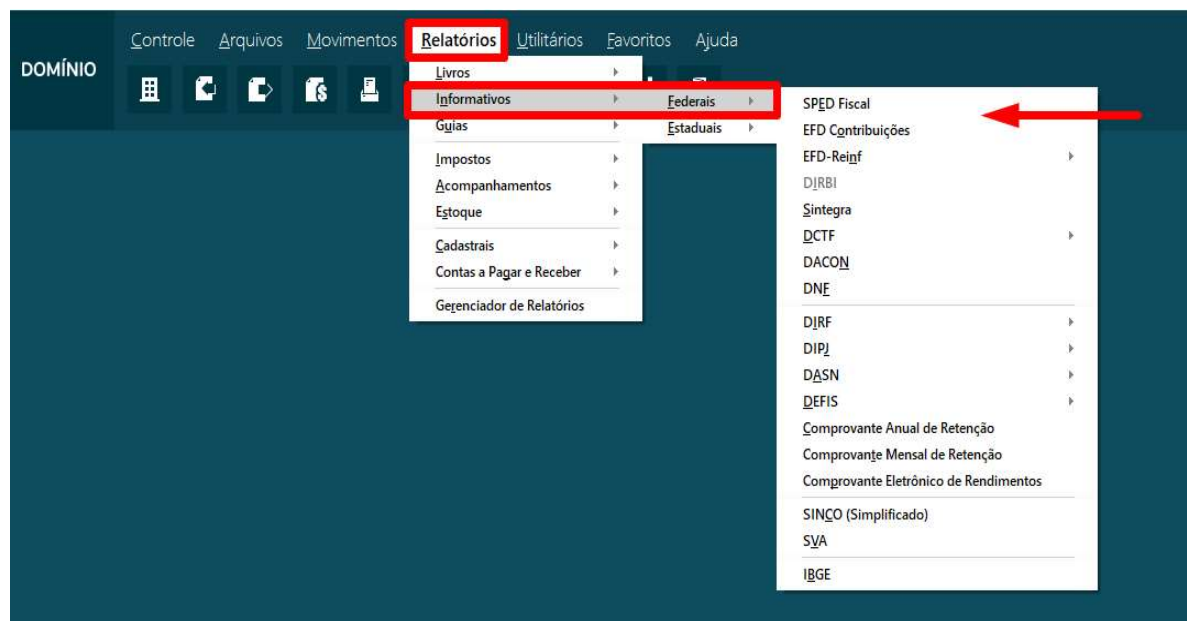 Controle Arquivos Movimentos Relatórios Utilitários Favoritos Ajuda
DOMÍNIO
Livros
Informativos
Guias
Impostos
Acompanhamentos
Estoque
Cadastrais
Contas a Pagar e Receber
Gerenciador de Relatórios
Federais
Estaduais
SPED Fiscal
EFD Contribuições
EFD-Reinf
DIRBI
Sintegra
DCTF
DACON
DNF
DIRF
DIPJ
DASN
DEFIS
Comprovante Anual de Retenção
Comprovante Mensal de Retenção
Comprovante Eletrônico de Rendimentos
SINCO (Simplificado)
SVA
IBGE